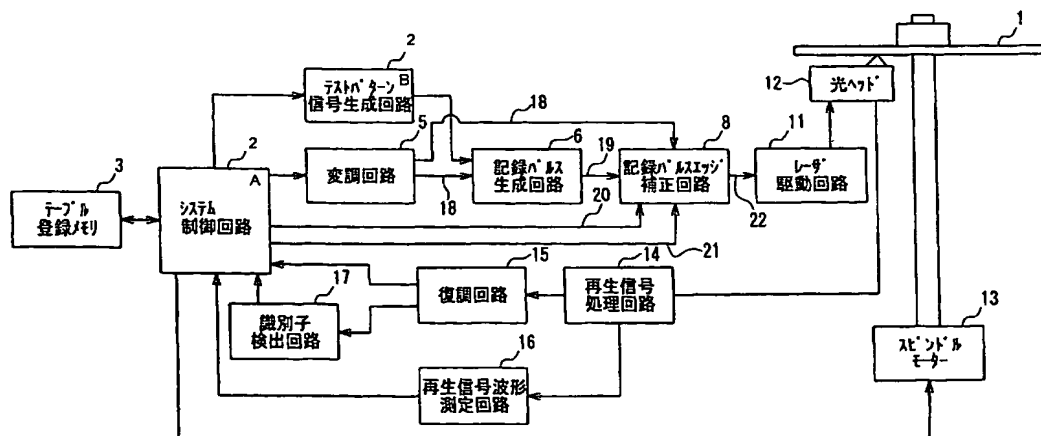 1
2
テストパターン B
信号生成回路
12
光ヘッド
18
5
変調回路
18
6
記録パルス
生成回路
19
8
記録パルスエッジ
補正回路
22
11
レーザ
駆動回路
3
テーブル
登録メモリ
2
A
システム
制御回路
20
21
17
識別子
検出回路
15
復調回路
14
再生信号
処理回路
13
スピンドル
モーター
16
再生信号波形
測定回路